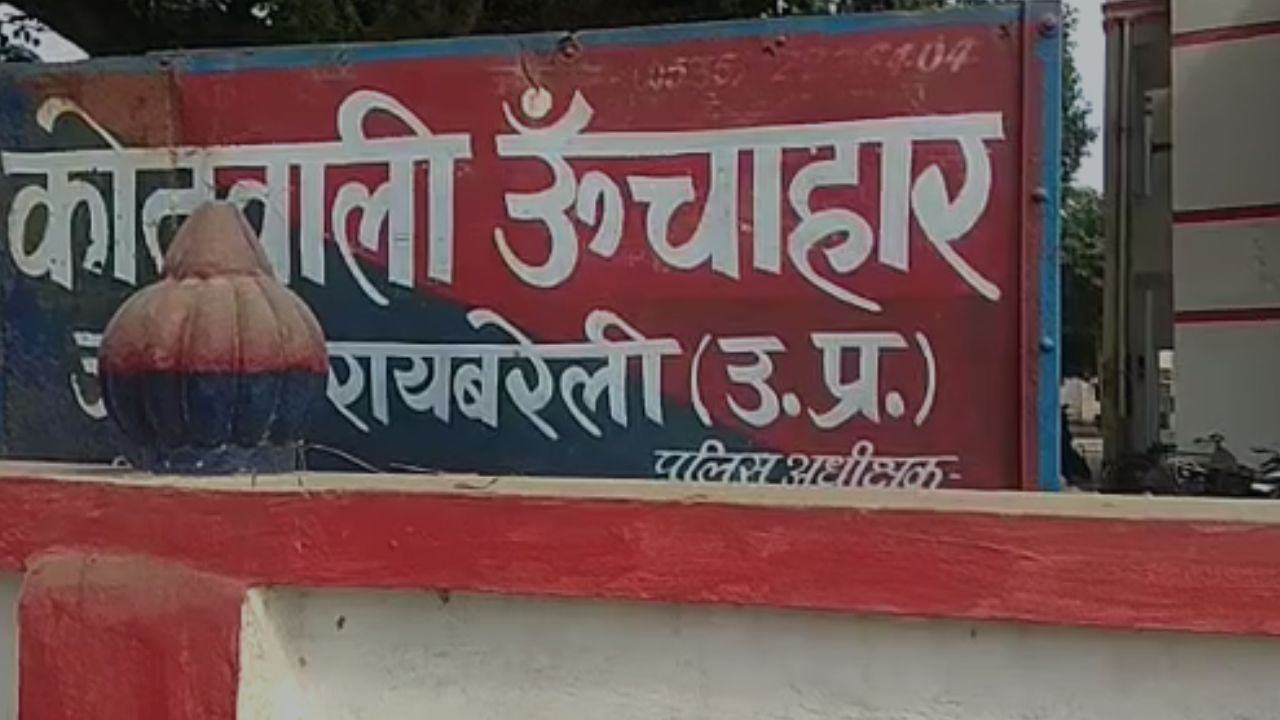 कोतवाली ऊँचाहार
रायबरेली (उ.प्र.)
पुलिस अधीक्षक